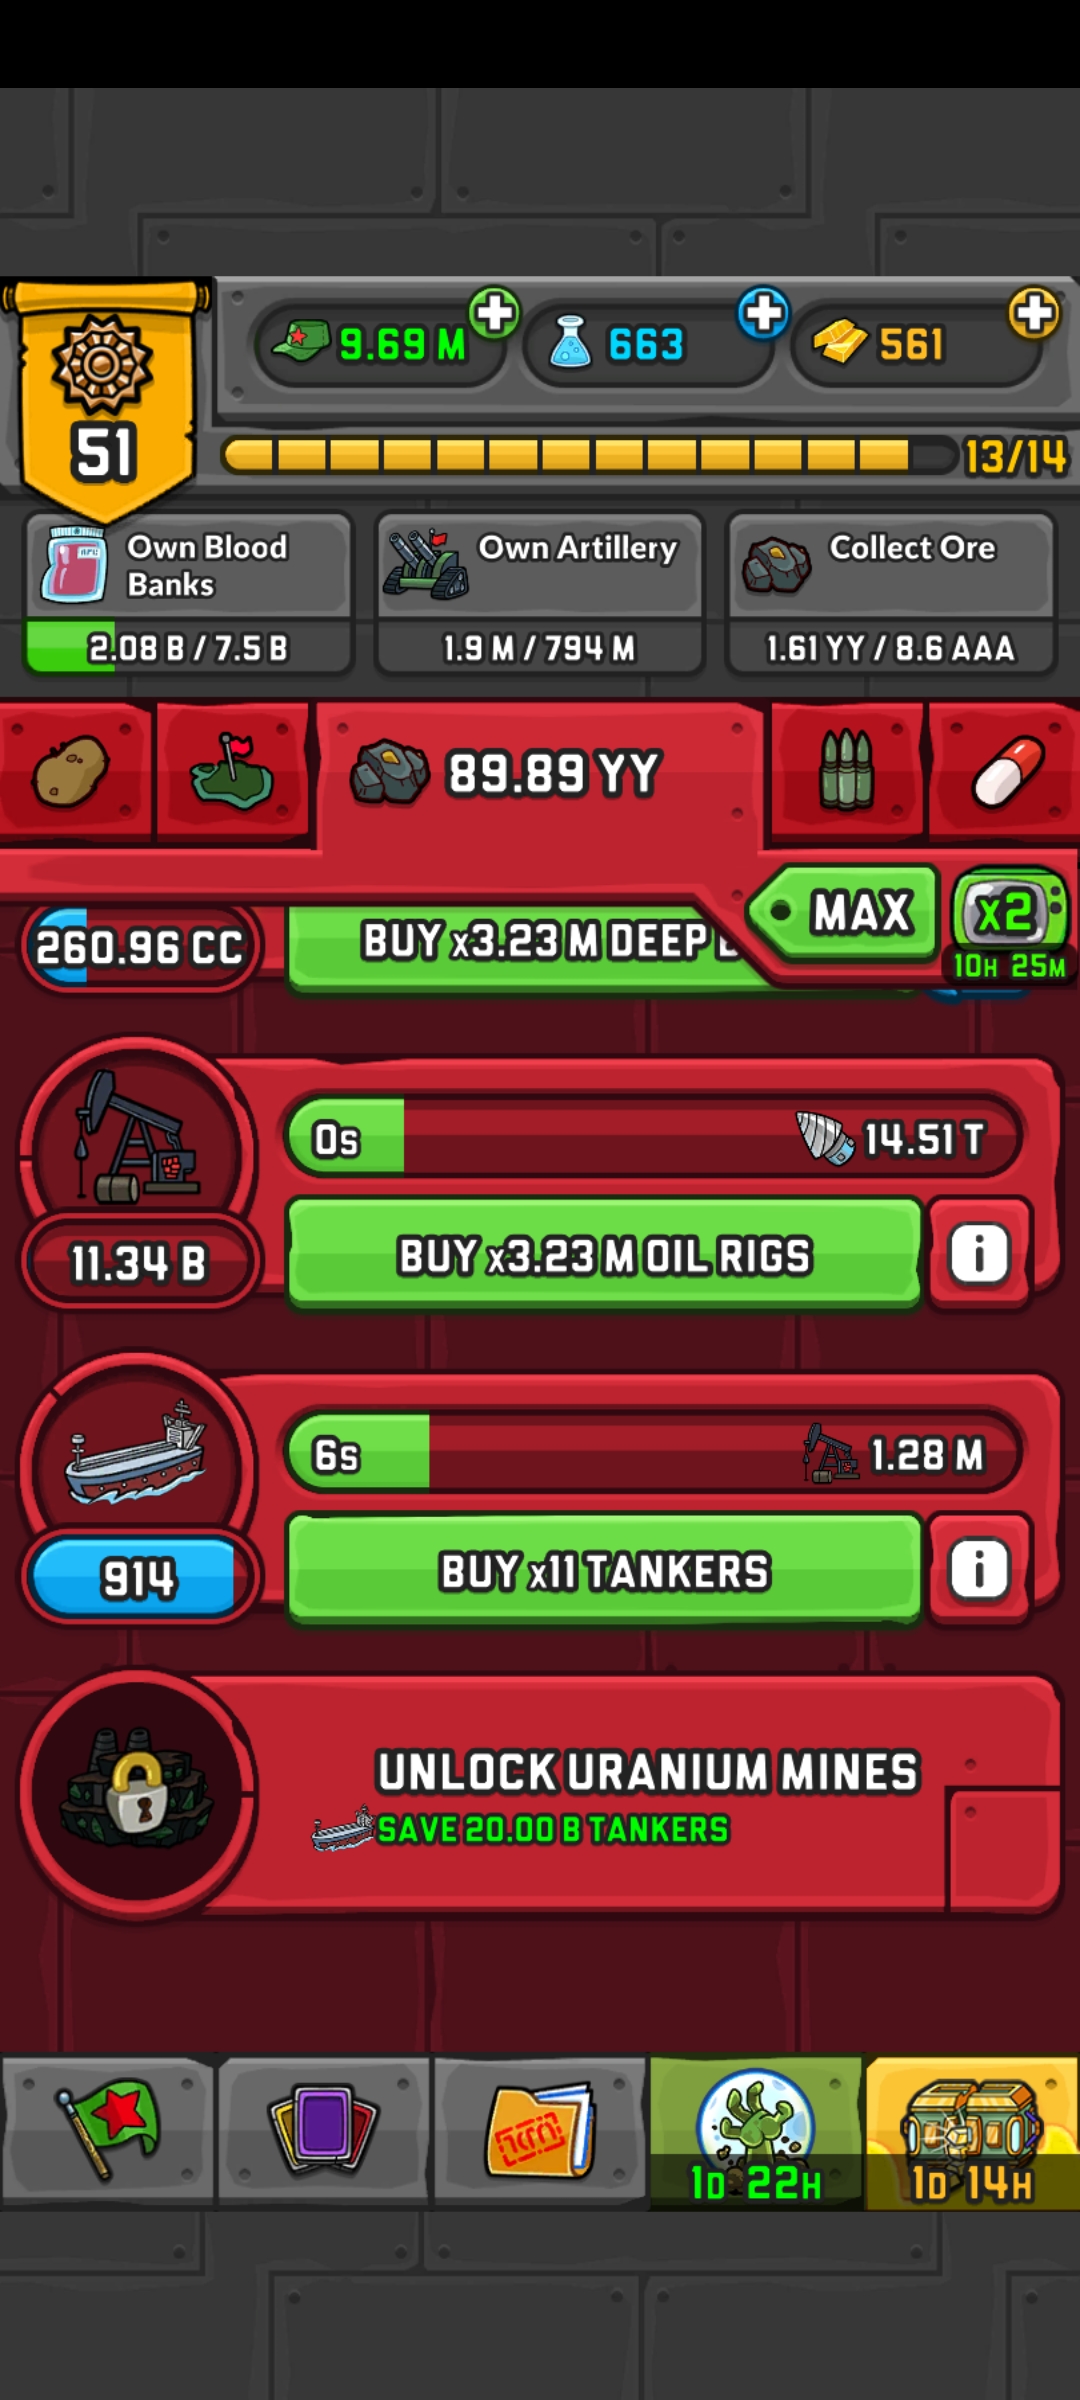 9.69 M
663
561
51
13/14
Own Blood
Banks
2.08 B / 7.5 B
Own Artillery
1.9 M / 794 M
Collect Ore
1.61 YY / 8.6 AAA
89.89 YY
MAX
x2
10H 25M
260.96 CC
BUY x3.23 M DEEP
0s
14.51 T
11.34 B
BUY x3.23 M OIL RIGS
i
6s
1.28 M
914
BUY x11 TANKERS
i
UNLOCK URANIUM MINES
SAVE 20.00 B TANKERS
1D 22H
1D 14H